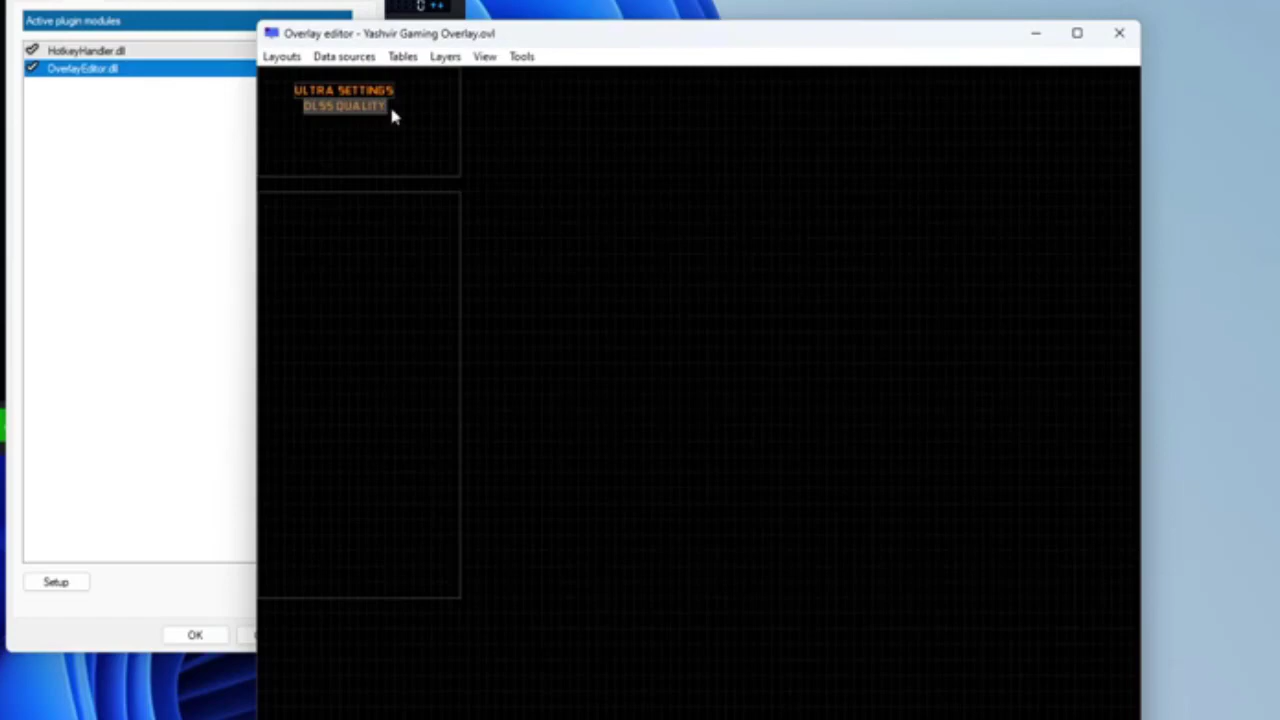 0
Active plugin modules
HotkeyHandler.dll
OverlayEditor.dll
Setup
OK
Overlay editor - Yashvir Gaming Overlay.ovl
Layouts Data sources Tables Layers View Tools
ULTRA SETTINGS
DLSS QUALITY